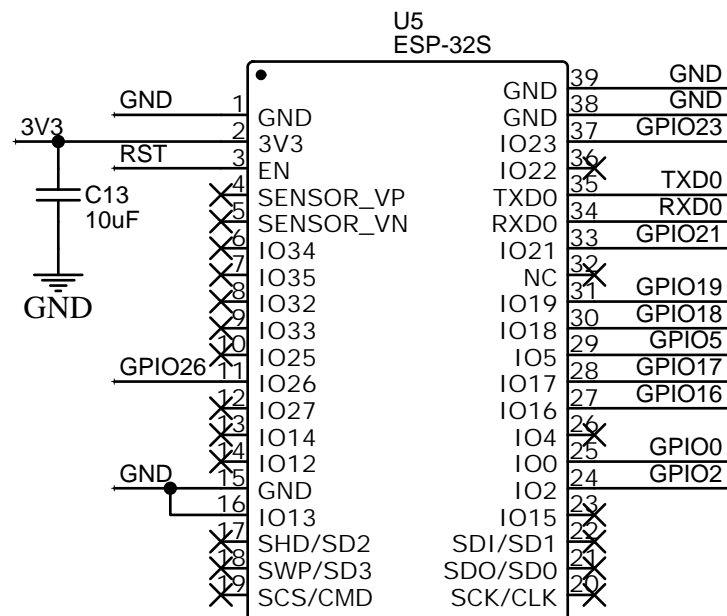 U5
ESP-32S
GND 1 GND
3V3 2 3V3
RST 3 EN
4 SENSOR_VP
5 SENSOR_VN
6 IO34
7 IO35
8 IO32
9 IO33
10 IO25
GPIO26 11 IO26
12 IO27
13 IO14
14 IO12
GND 15 GND
16 IO13
17 SHD/SD2
18 SWP/SD3
19 SCS/CMD
C13
10uF
GND
GND 39 GND
GND 38 GND
IO23 37 GPIO23
IO22 36
TXD0 35 TXD0
RXD0 34 RXD0
IO21 33 GPIO21
NC 32
IO19 31 GPIO19
IO18 30 GPIO18
IO5 29 GPIO5
IO17 28 GPIO17
IO16 27 GPIO16
IO4 26
IO0 25 GPIO0
IO2 24 GPIO2
IO15 23
SDI/SD1 22
SDO/SD0 21
SCK/CLK 20